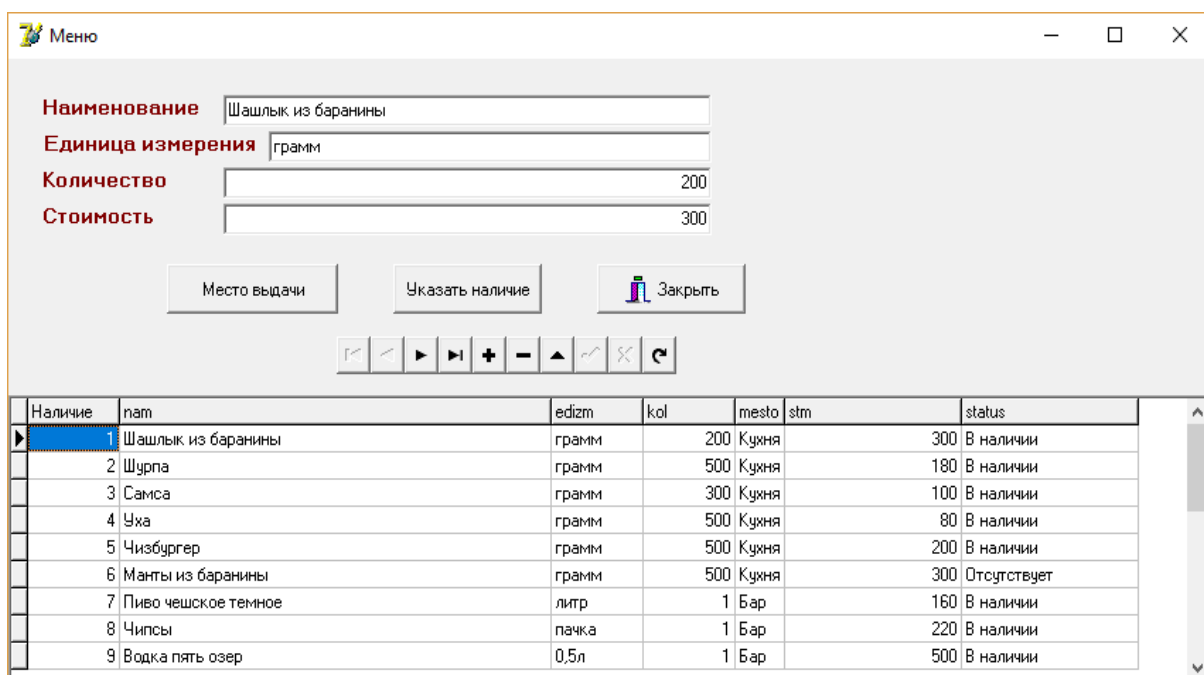 Меню
Наименование Шашлык из баранины
Единица измерения грамм
Количество 200
Стоимость 300
Место выдачи Указать наличие Закрыть
Наличие nam edizm kol mesto stm status
1 Шашлык из баранины грамм 200 Кухня 300 В наличии
2 Шурпа грамм 500 Кухня 180 В наличии
3 Самса грамм 300 Кухня 100 В наличии
4 Уха грамм 500 Кухня 80 В наличии
5 Чизбургер грамм 500 Кухня 200 В наличии
6 Манты из баранины грамм 500 Кухня 300 Отсутствует
7 Пиво чешское темное литр 1 Бар 160 В наличии
8 Чипсы пачка 1 Бар 220 В наличии
9 Водка пять озер 0,5л 1 Бар 500 В наличии